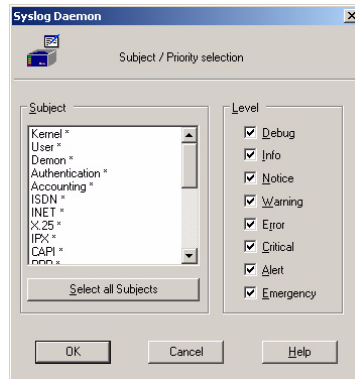 Syslog Daemon
Subject / Priority selection
Subject
Kernel *
User *
Demon *
Authentication *
Accounting *
ISDN *
INET *
X.25 *
IPX *
CAPI *
PPP *
Select all Subjects
Level
Debug
Info
Notice
Warning
Error
Critical
Alert
Emergency
OK
Cancel
Help